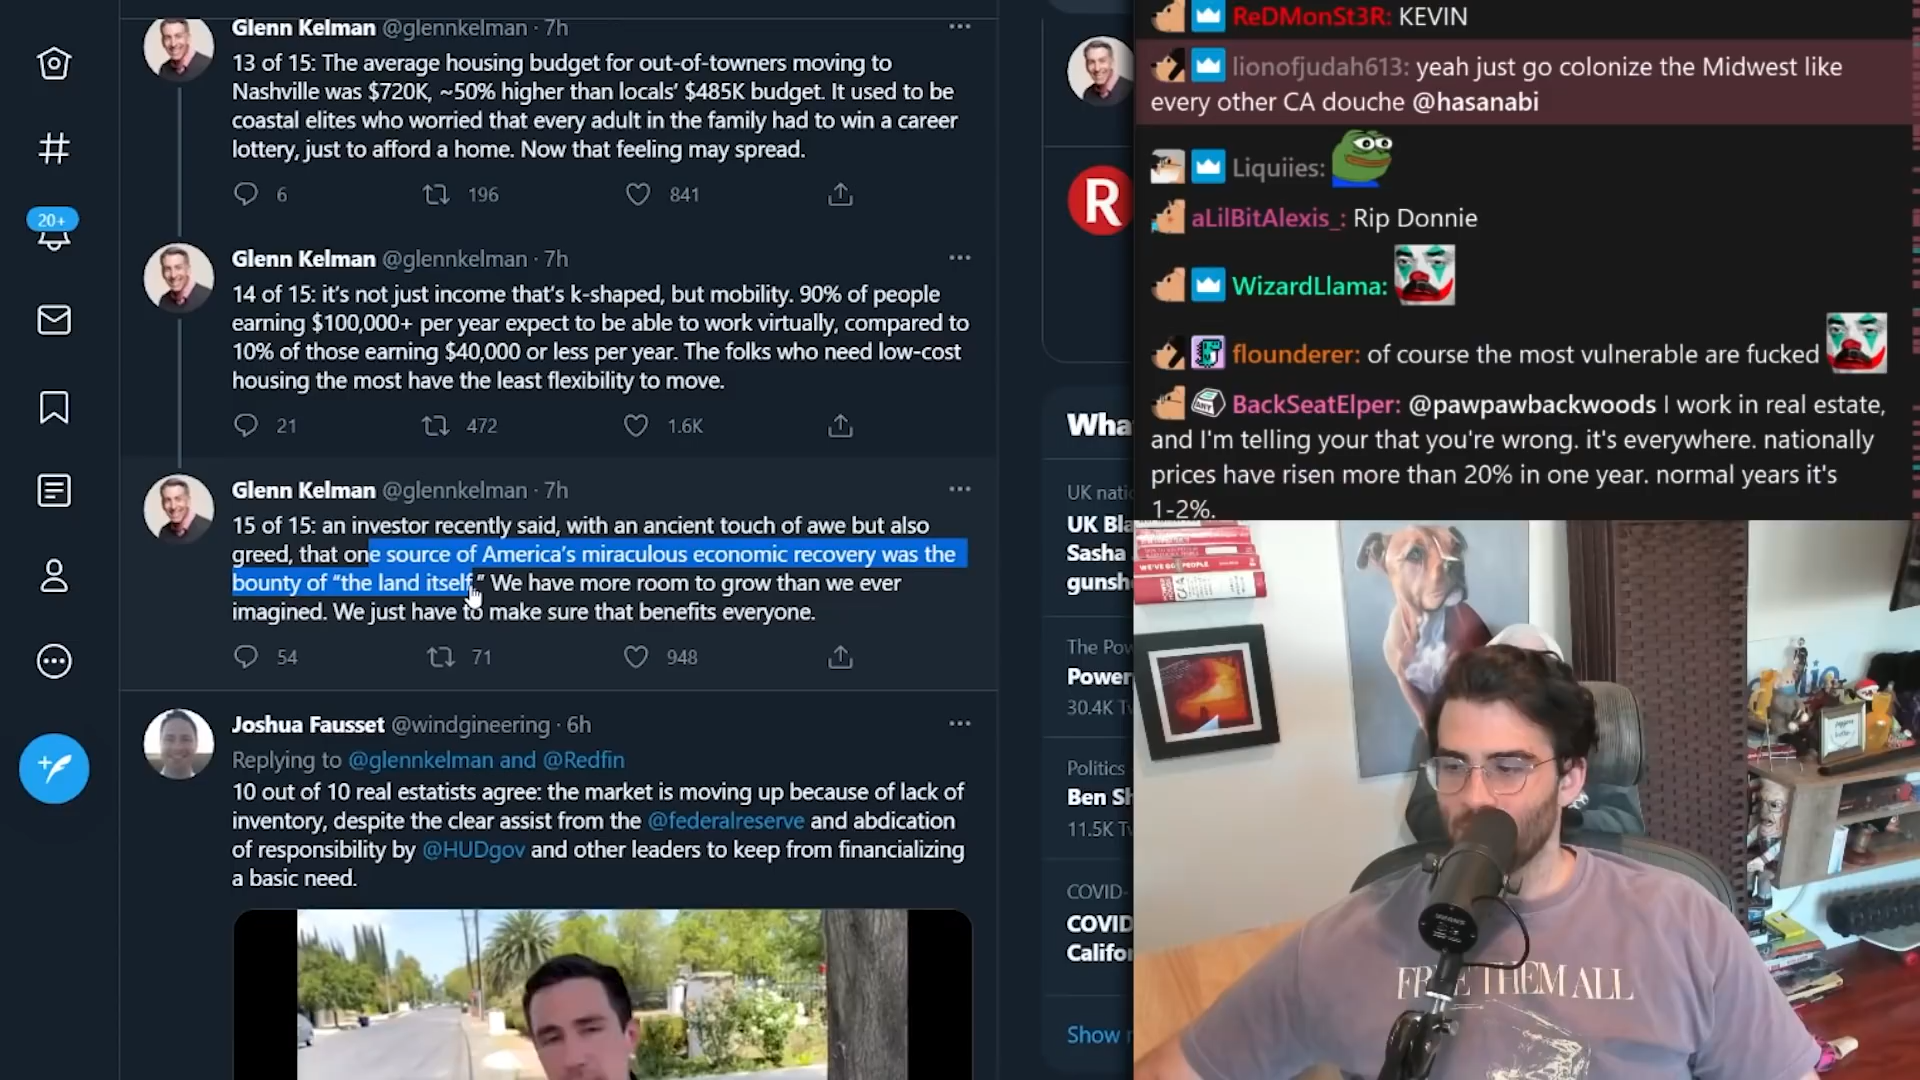 Glenn Kelman @glennkelman · 7h
13 of 15: The average housing budget for out-of-towners moving to
Nashville was $720K, ~50% higher than locals’ $485K budget. It used to be
coastal elites who worried that every adult in the family had to win a career
lottery, just to afford a home. Now that feeling may spread.
6 196 841
20+
Glenn Kelman @glennkelman · 7h
14 of 15: it’s not just income that’s k-shaped, but mobility. 90% of people
earning $100,000+ per year expect to be able to work virtually, compared to
10% of those earning $40,000 or less per year. The folks who need low-cost
housing the most have the least flexibility to move.
21 472 1.6K
Glenn Kelman @glennkelman · 7h
15 of 15: an investor recently said, with an ancient touch of awe but also
greed, that one source of America’s miraculous economic recovery was the
bounty of “the land itself.” We have more room to grow than we ever
imagined. We just have to make sure that benefits everyone.
54 71 948
Joshua Fausset @windgineering · 6h
Replying to @glennkelman and @Redfin
10 out of 10 real estatists agree: the market is moving up because of lack of
inventory, despite the clear assist from the @federalreserve and abdication
of responsibility by @HUDgov and other leaders to keep from financializing
a basic need.
R
Wha
UK natio
UK Bla
Sasha
gunsh
The Pow
Power
30.4K Tw
Politics
Ben Sh
11.5K Tw
COVID-
COVID
Califor
Show
ReDMonSt3R: KEVIN
lionofjudah613: yeah just go colonize the Midwest like
every other CA douche @hasanabi
Liquiies:
aLilBitAlexis_: Rip Donnie
WizardLlama:
flounderer: of course the most vulnerable are fucked
BackSeatElper: @pawpawbackwoods I work in real estate,
and I'm telling your that you're wrong. it's everywhere. nationally
prices have risen more than 20% in one year. normal years it's
1-2%.
FREE THEM ALL